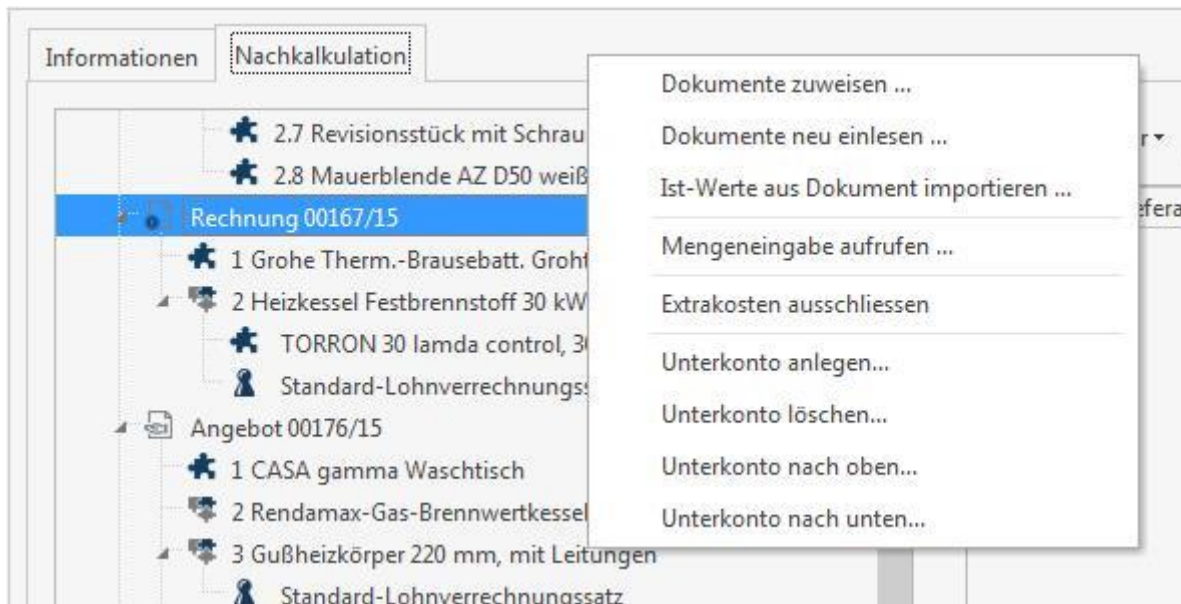 Informationen
Nachkalkulation
2.7 Revisionsstück mit Schrau
2.8 Mauerblende AZ D50 weiß
Rechnung 00167/15
1 Grohe Therm.-Brausebatt. Groht
2 Heizkessel Festbrennstoff 30 kW
TORRON 30 lamda control, 30
Standard-Lohnverrechnungss
Angebot 00176/15
1 CASA gamma Waschtisch
2 Rendamax-Gas-Brennwertkessel
3 Gußheizkörper 220 mm, mit Leitungen
Standard-Lohnverrechnungssatz
Dokumente zuweisen ...
Dokumente neu einlesen ...
Ist-Werte aus Dokument importieren ...
Mengeneingabe aufrufen ...
Extrakosten ausschliessen
Unterkonto anlegen...
Unterkonto löschen...
Unterkonto nach oben...
Unterkonto nach unten...